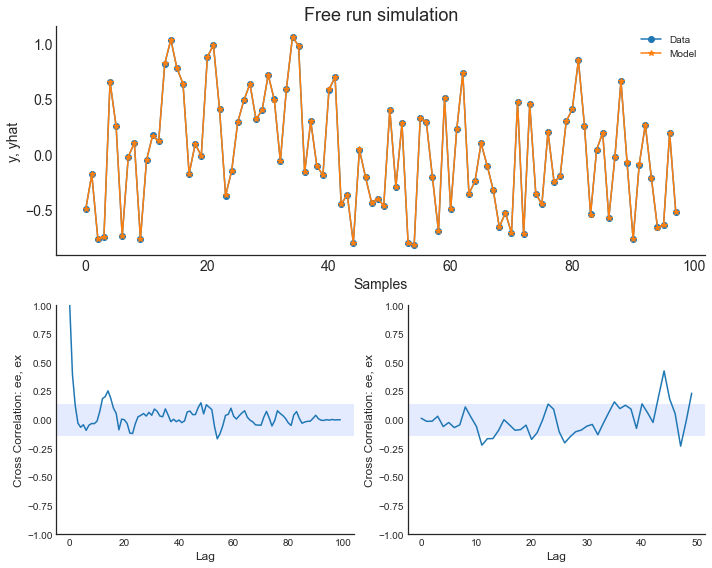 Free run simulation
Data
Model
y, yhat
1.0
0.5
0.0
−0.5
0 20 40 60 80 100
Samples
Cross Correlation: ee, ex
1.00
0.75
0.50
0.25
0.00
−0.25
−0.50
−0.75
−1.00
0 20 40 60 80 100
Lag
Cross Correlation: ee, ex
1.00
0.75
0.50
0.25
0.00
−0.25
−0.50
−0.75
−1.00
0 10 20 30 40 50
Lag